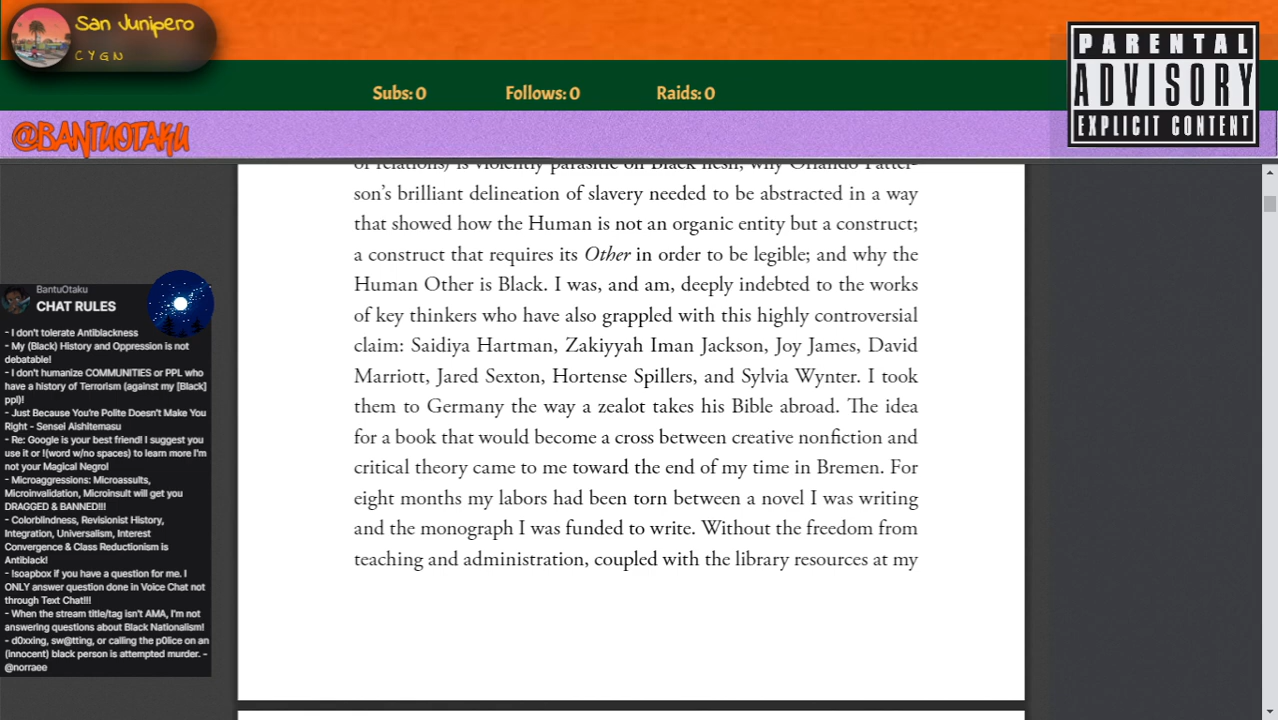 San Junipero
CYGN
PARENTAL
ADVISORY
EXPLICIT CONTENT
Subs: 0 Follows: 0 Raids: 0
@BANTUOTAKU
of relations) is violently parasitic on Black flesh; why Orlando Patter-
son's brilliant delineation of slavery needed to be abstracted in a way
that showed how the Human is not an organic entity but a construct;
a construct that requires its Other in order to be legible; and why the
Human Other is Black. I was, and am, deeply indebted to the works
of key thinkers who have also grappled with this highly controversial
claim: Saidiya Hartman, Zakiyyah Iman Jackson, Joy James, David
Marriott, Jared Sexton, Hortense Spillers, and Sylvia Wynter. I took
them to Germany the way a zealot takes his Bible abroad. The idea
for a book that would become a cross between creative nonfiction and
critical theory came to me toward the end of my time in Bremen. For
eight months my labors had been torn between a novel I was writing
and the monograph I was funded to write. Without the freedom from
teaching and administration, coupled with the library resources at my
BantuOtaku
CHAT RULES
- I don't tolerate Antiblackness
- My (Black) History and Oppression is not
debatable!
- I don't humanize COMMUNITIES or PPL who
have a history of Terrorism (against my [Black]
ppl)!
- Just Because You're Polite Doesn't Make You
Right - Sensei Aishitemasu
- Re: Google is your best friend! I suggest you
use it or !(word w/no spaces) to learn more I'm
not your Magical Negro!
- Microaggressions: Microassults,
Microinvalidation, Microinsult will get you
DRAGGED & BANNED!!!
- Colorblindness, Revisionist History,
Integration, Universalism, Interest
Convergence & Class Reductionism is
Antiblack!
- !soapbox if you have a question for me. I
ONLY answer question done in Voice Chat not
through Text Chat!!!
- When the stream title/tag isn't AMA, I'm not
answering questions about Black Nationalism!
- d0xxing, sw@tting, or calling the p0lice on an
(innocent) black person is attempted murder. -
@norraee